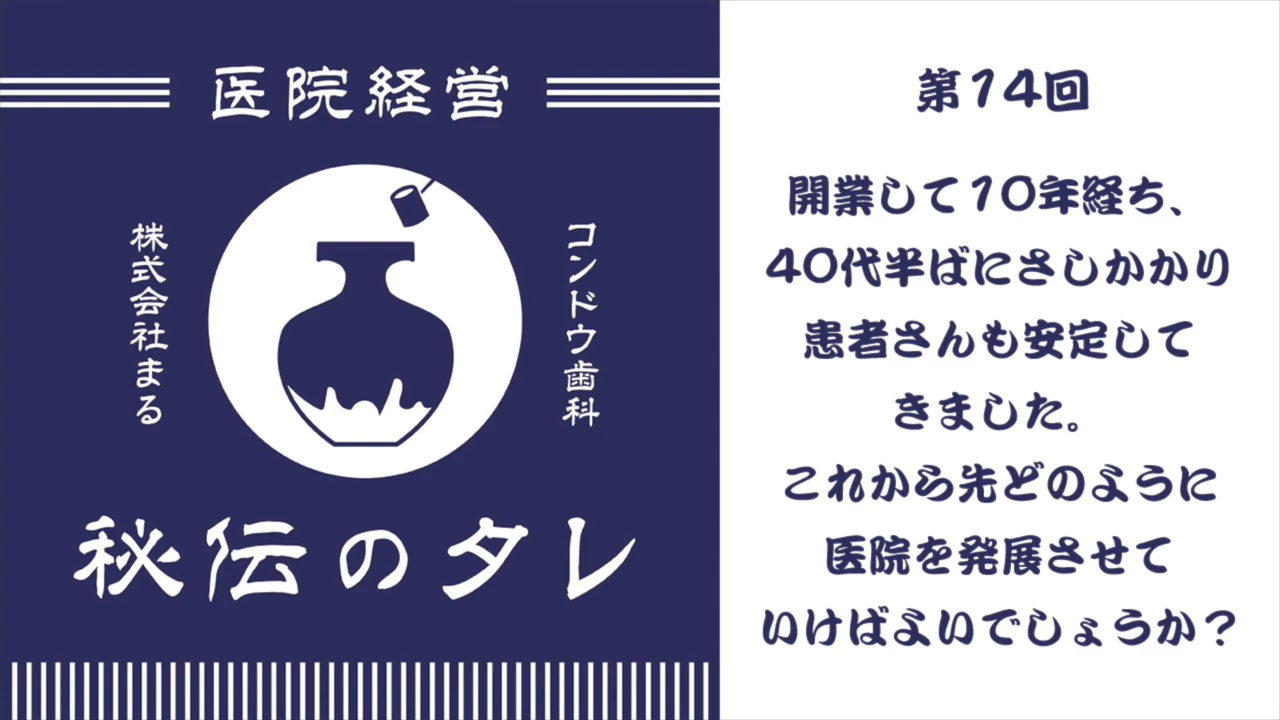 医院経営
株式会社まる
コンドウ歯科
秘伝のタレ
第14回
開業して10年経ち、
40代半ばにさしかかり
患者さんも安定して
きました。
これから先どのように
医院を発展させて
いけばよいでしょうか？